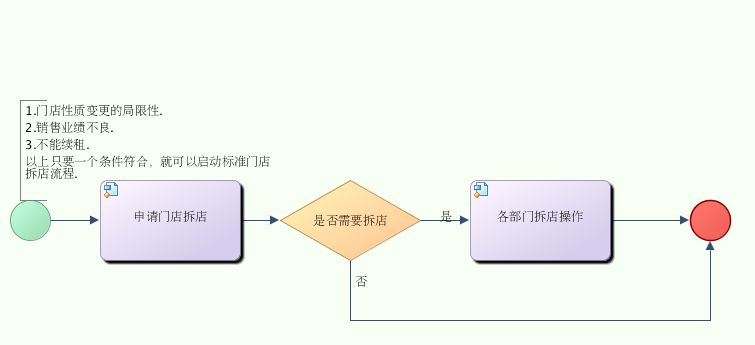 1.门店性质变更的局限性.
2.销售业绩不良.
3.不能续租.
以上只要一个条件符合，就可以启动标准门店
拆店流程.
申请门店拆店
是否需要拆店
是
各部门拆店操作
否